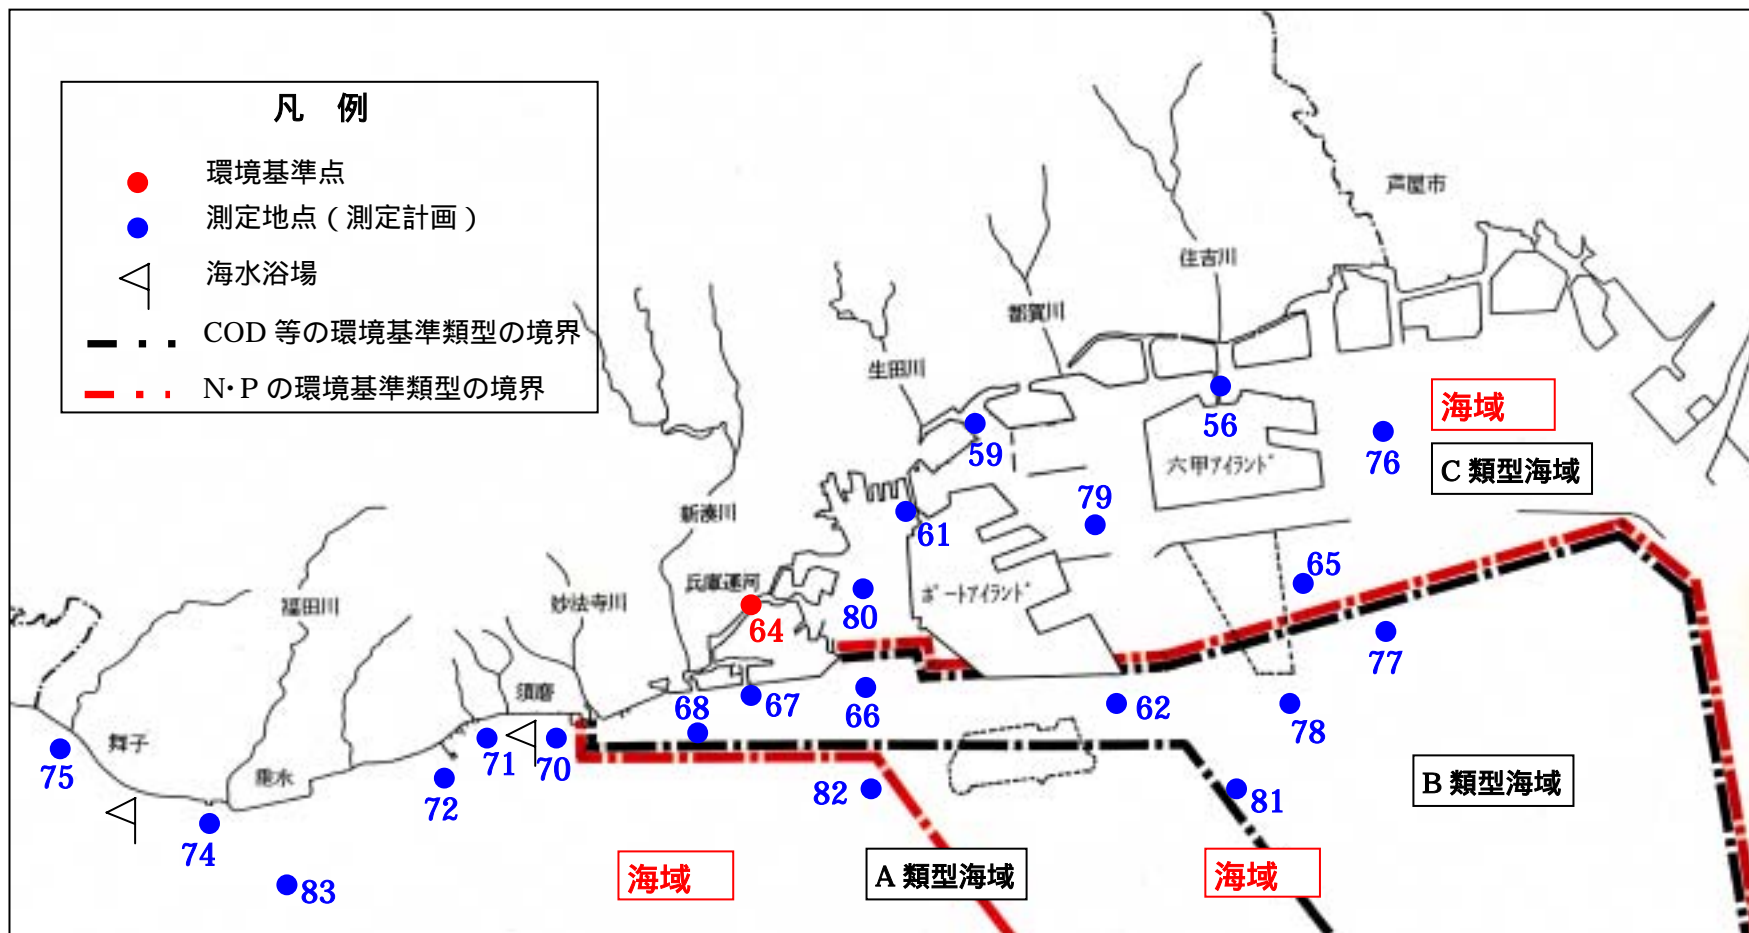 凡 例
環境基準点
測定地点（測定計画）
海水浴場
COD 等の環境基準類型の境界
N･P の環境基準類型の境界
芦屋市
住吉川
都賀川
生田川
56
59
海域
76
C 類型海域
六甲アイランド
79
新湊川
61
65
兵庫運河
ポートアイランド
福田川
妙法寺川
80
64
77
須磨
67
66
68
62
78
舞子
71
70
75
垂水
72
82
81
B 類型海域
74
海域
A 類型海域
海域
83